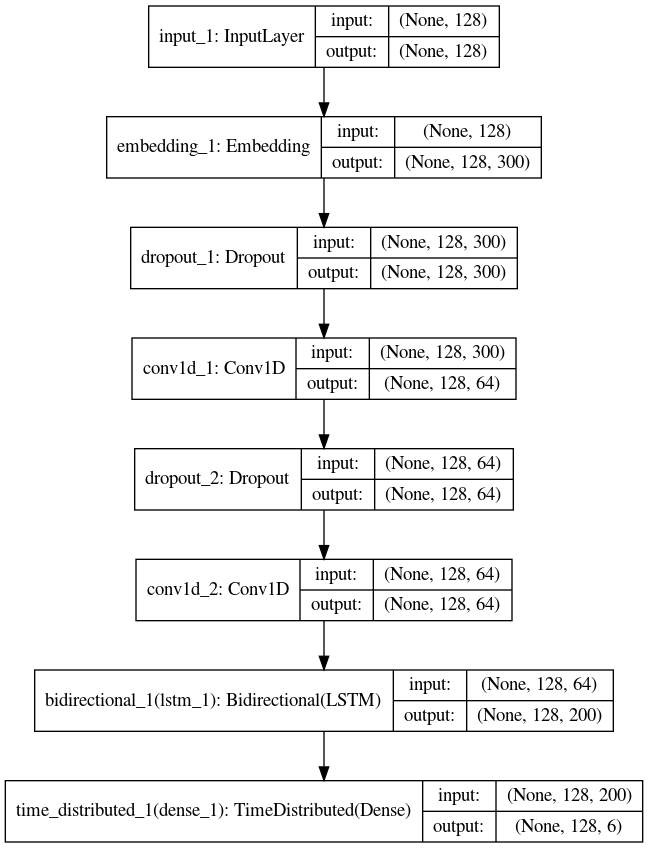 input_1: InputLayer
input: (None, 128)
output: (None, 128)
embedding_1: Embedding
input: (None, 128)
output: (None, 128, 300)
dropout_1: Dropout
input: (None, 128, 300)
output: (None, 128, 300)
conv1d_1: Conv1D
input: (None, 128, 300)
output: (None, 128, 64)
dropout_2: Dropout
input: (None, 128, 64)
output: (None, 128, 64)
conv1d_2: Conv1D
input: (None, 128, 64)
output: (None, 128, 64)
bidirectional_1(lstm_1): Bidirectional(LSTM)
input: (None, 128, 64)
output: (None, 128, 200)
time_distributed_1(dense_1): TimeDistributed(Dense)
input: (None, 128, 200)
output: (None, 128, 6)